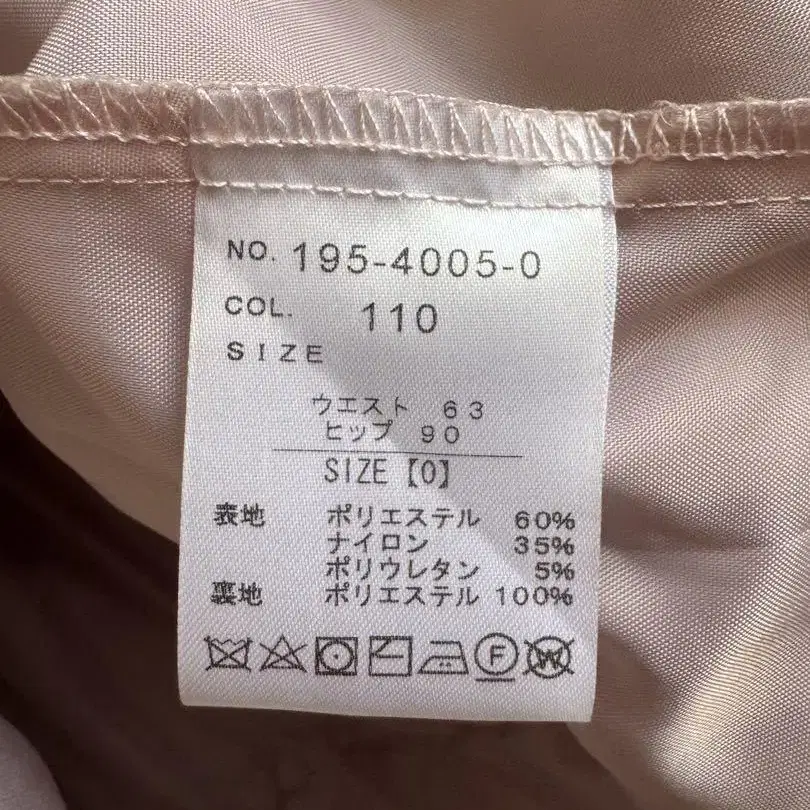 NO. 195-4005-0
COL. 110
SIZE
ウエスト 63
ヒップ 90
SIZE【0】
表地 ポリエステル 60%
ナイロン 35%
ポリウレタン 5%
裏地 ポリエステル 100%
F W